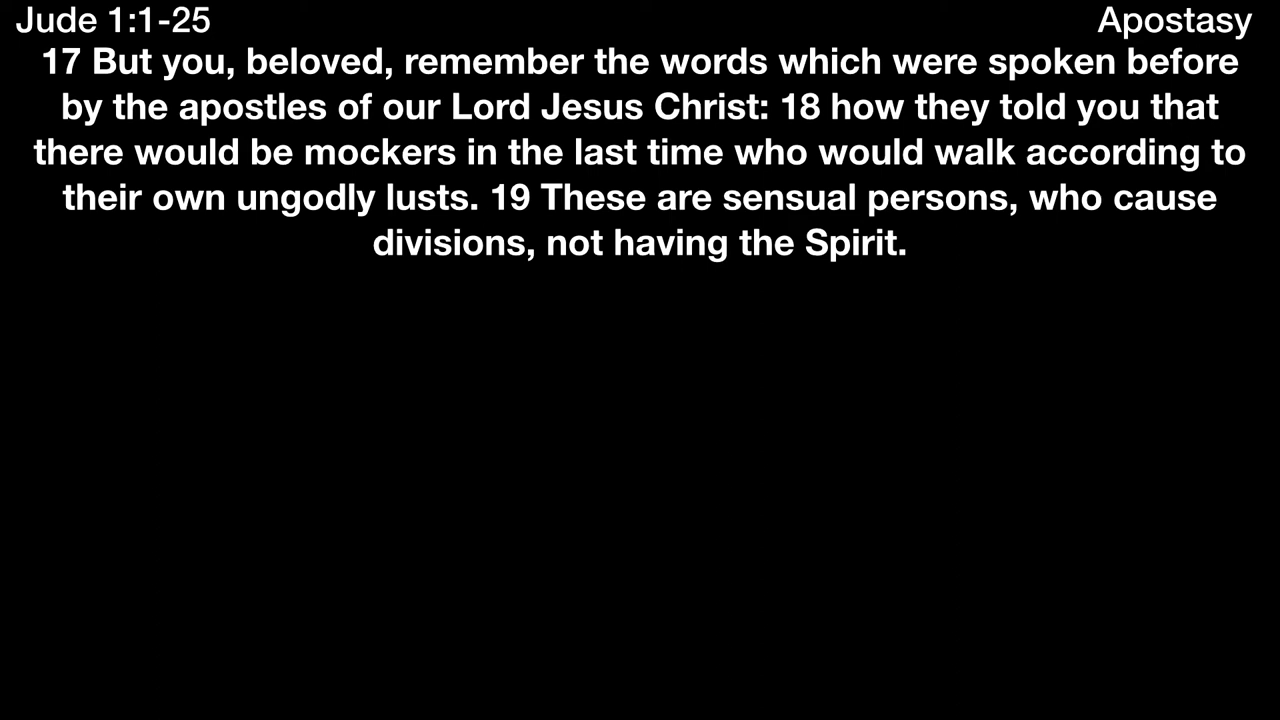 Jude 1:1-25
Apostasy
17 But you, beloved, remember the words which were spoken before
by the apostles of our Lord Jesus Christ: 18 how they told you that
there would be mockers in the last time who would walk according to
their own ungodly lusts. 19 These are sensual persons, who cause
divisions, not having the Spirit.